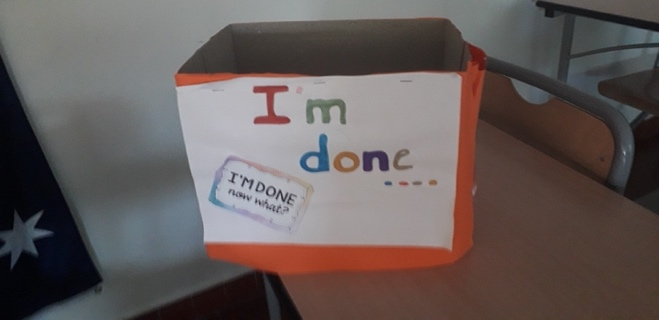 I'm
done....
I'M DONE
now what?